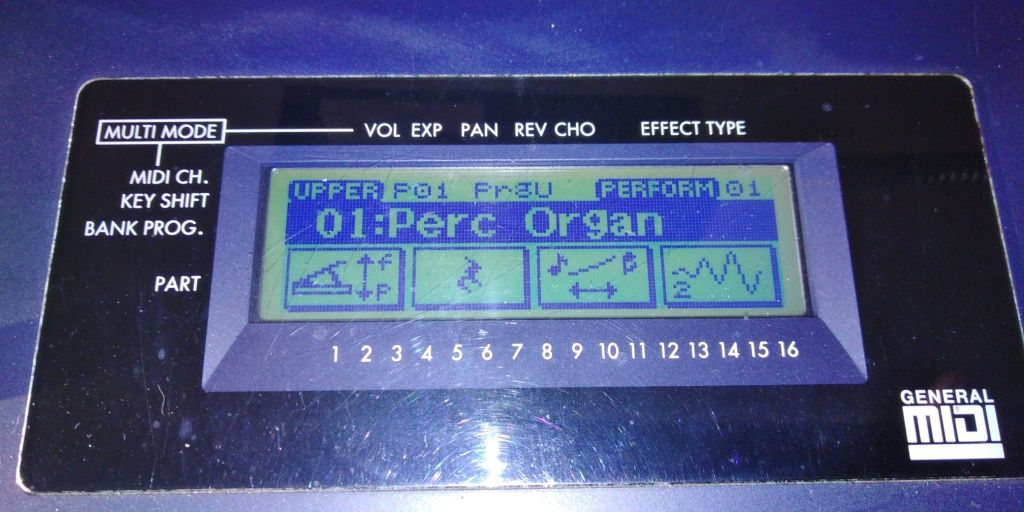 MULTI MODE VOL EXP PAN REV CHO EFFECT TYPE
MIDI CH.
KEY SHIFT
BANK PROG.
PART
UPPER P01 PrgU PERFORM 01
01:Perc Organ
f
P
β
2
1 2 3 4 5 6 7 8 9 10 11 12 13 14 15 16
GENERAL
MIDI